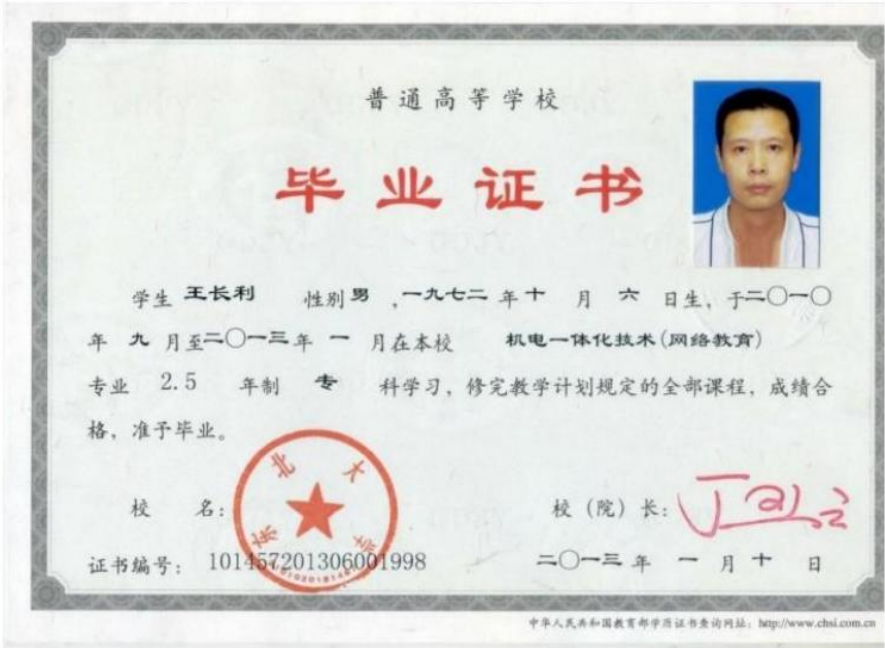 普通高等学校
毕业证书
学生 王长利 性别 男 ,一九七二 年 十 月 六 日生, 于二〇一〇
年 九 月至二〇一三年 一 月在本校 机电一体化技术(网络教育)
专业 2.5 年制 专 科学习, 修完教学计划规定的全部课程, 成绩合
格, 准予毕业。
东北大学
校 名: 校(院)长:
证书编号: 101457201306001998 二〇一三 年 一 月 十 日
中华人民共和国教育部学历证书查询网址: http://www.chsi.com.cn